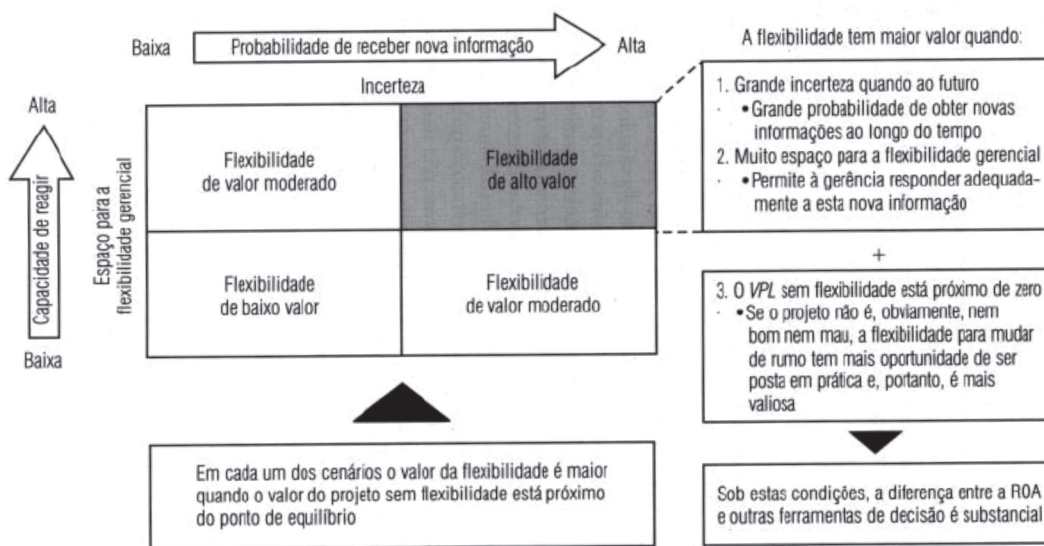 Baixa
Probabilidade de receber nova informação
Alta
Incerteza
Alta
Capacidade de reagir
Baixa
Espaço para a
flexibilidade gerencial
Flexibilidade
de valor moderado
Flexibilidade
de alto valor
Flexibilidade
de baixo valor
Flexibilidade
de valor moderado
Em cada um dos cenários o valor da flexibilidade é maior
quando o valor do projeto sem flexibilidade está próximo
do ponto de equilíbrio
A flexibilidade tem maior valor quando:
1. Grande incerteza quando ao futuro
• Grande probabilidade de obter novas
informações ao longo do tempo
2. Muito espaço para a flexibilidade gerencial
• Permite à gerência responder adequada-
mente a esta nova informação
+
3. O VPL sem flexibilidade está próximo de zero
• Se o projeto não é, obviamente, nem
bom nem mau, a flexibilidade para mudar
de rumo tem mais oportunidade de ser
posta em prática e, portanto, é mais
valiosa
Sob estas condições, a diferença entre a ROA
e outras ferramentas de decisão é substancial